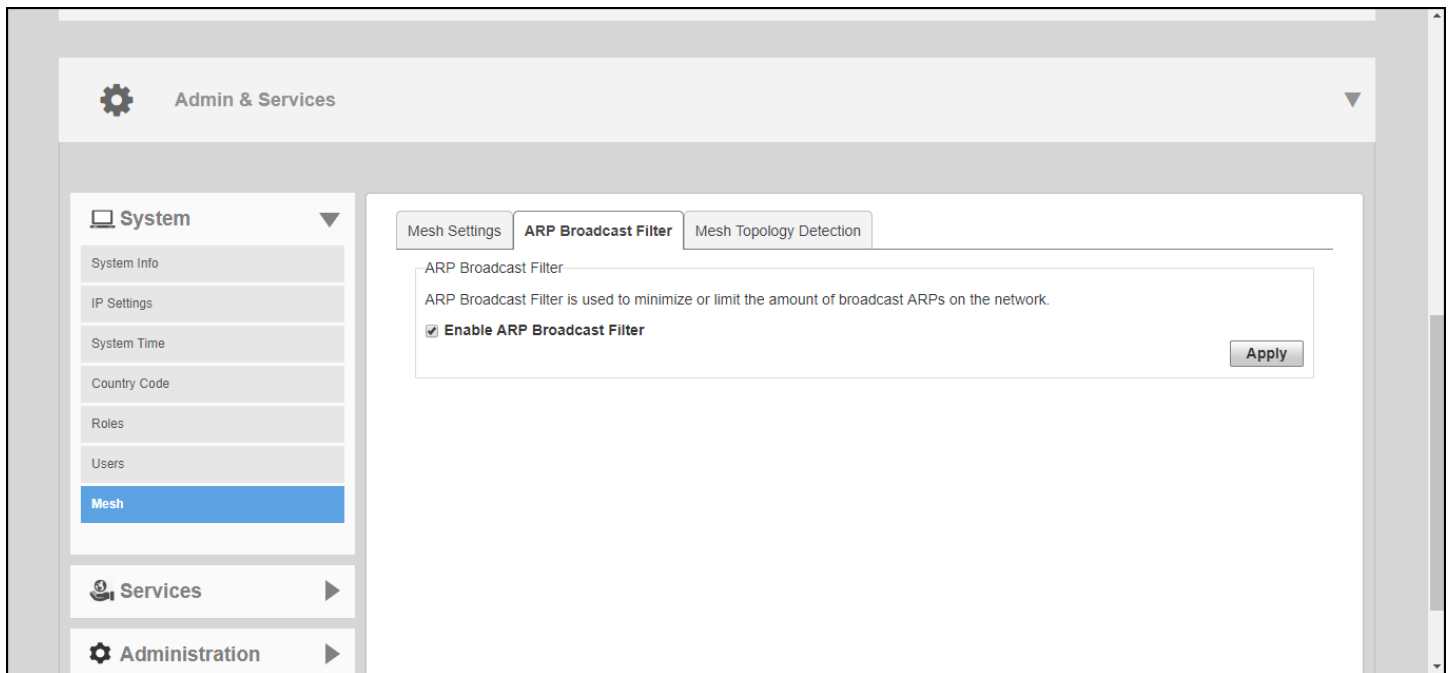 Admin & Services
System
System Info
IP Settings
System Time
Country Code
Roles
Users
Mesh
Services
Administration
Mesh Settings
ARP Broadcast Filter
Mesh Topology Detection
ARP Broadcast Filter
ARP Broadcast Filter is used to minimize or limit the amount of broadcast ARPs on the network.
Enable ARP Broadcast Filter
Apply